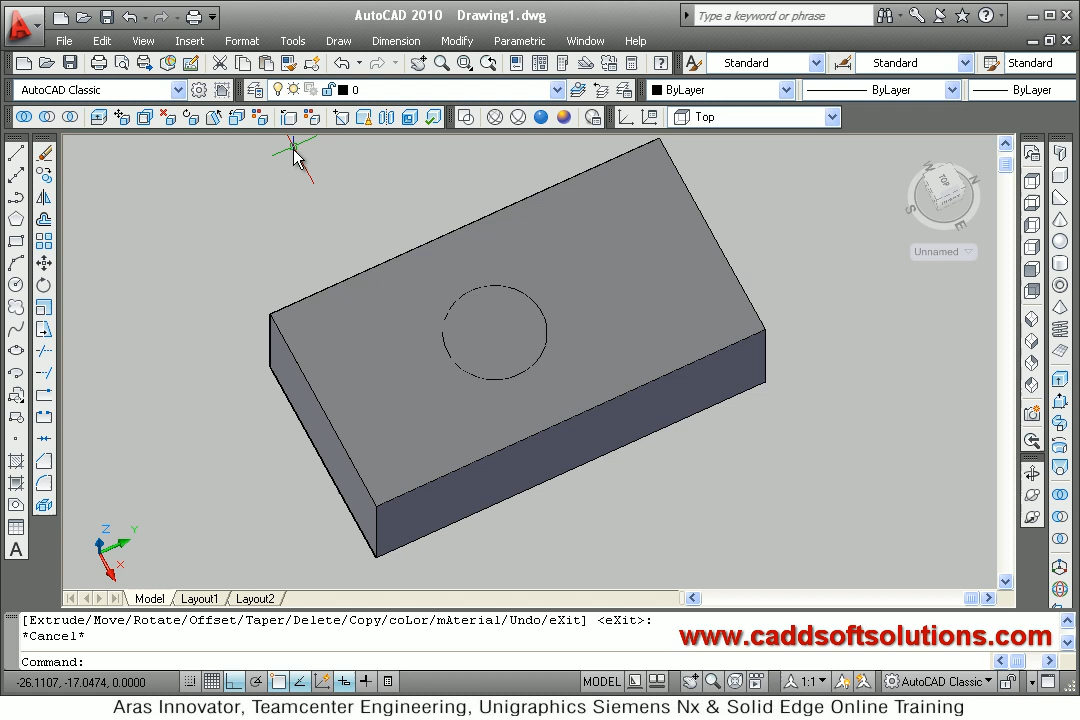 AutoCAD 2010 Drawing1.dwg
Type a keyword or phrase
File Edit View Insert Format Tools Draw Dimension Modify Parametric Window Help
Standard Standard Standard
AutoCAD Classic 0 ByLayer ByLayer ByLayer
Top
W N TOP S E
Unnamed
Z Y X
Model Layout1 Layout2
[Extrude/Move/Rotate/Offset/Taper/Delete/Copy/coLor/mAterial/Undo/eXit] <eXit>:
*Cancel*
www.caddsoftsolutions.com
Command:
-26.1107, -17.0474, 0.0000 MODEL 1:1 AutoCAD Classic
Aras Innovator, Teamcenter Engineering, Unigraphics Siemens Nx & Solid Edge Online Training
A